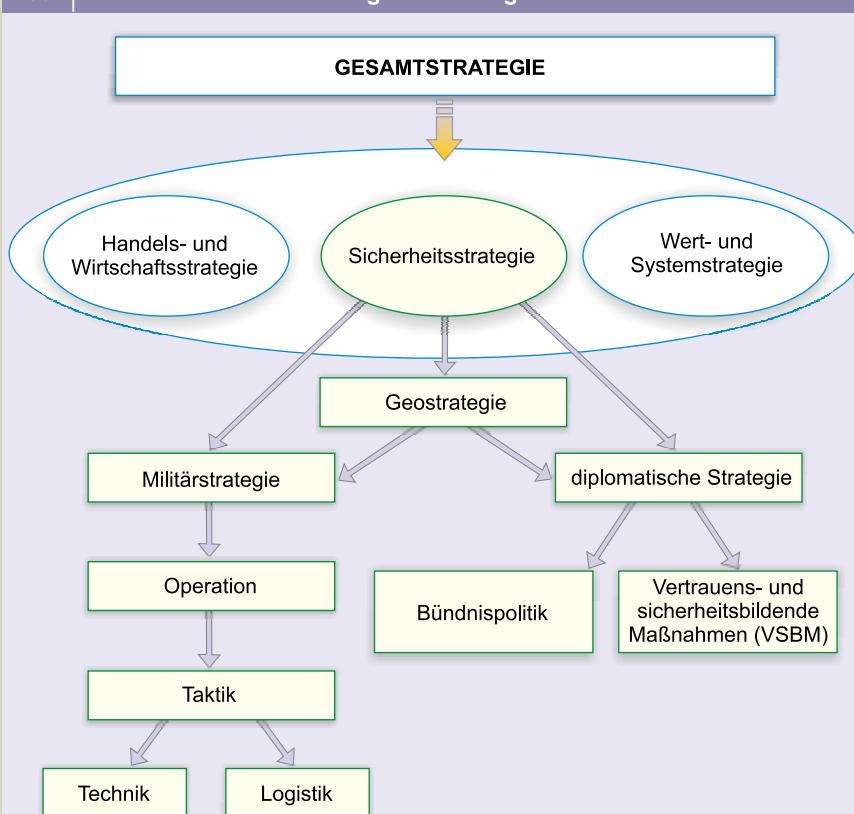 GESAMTSTRATEGIE
Handels- und
Wirtschaftsstrategie
Sicherheitsstrategie
Wert- und
Systemstrategie
Geostrategie
Militärstrategie
diplomatische Strategie
Operation
Bündnispolitik
Vertrauens- und
sicherheitsbildende
Maßnahmen (VSBM)
Taktik
Technik
Logistik